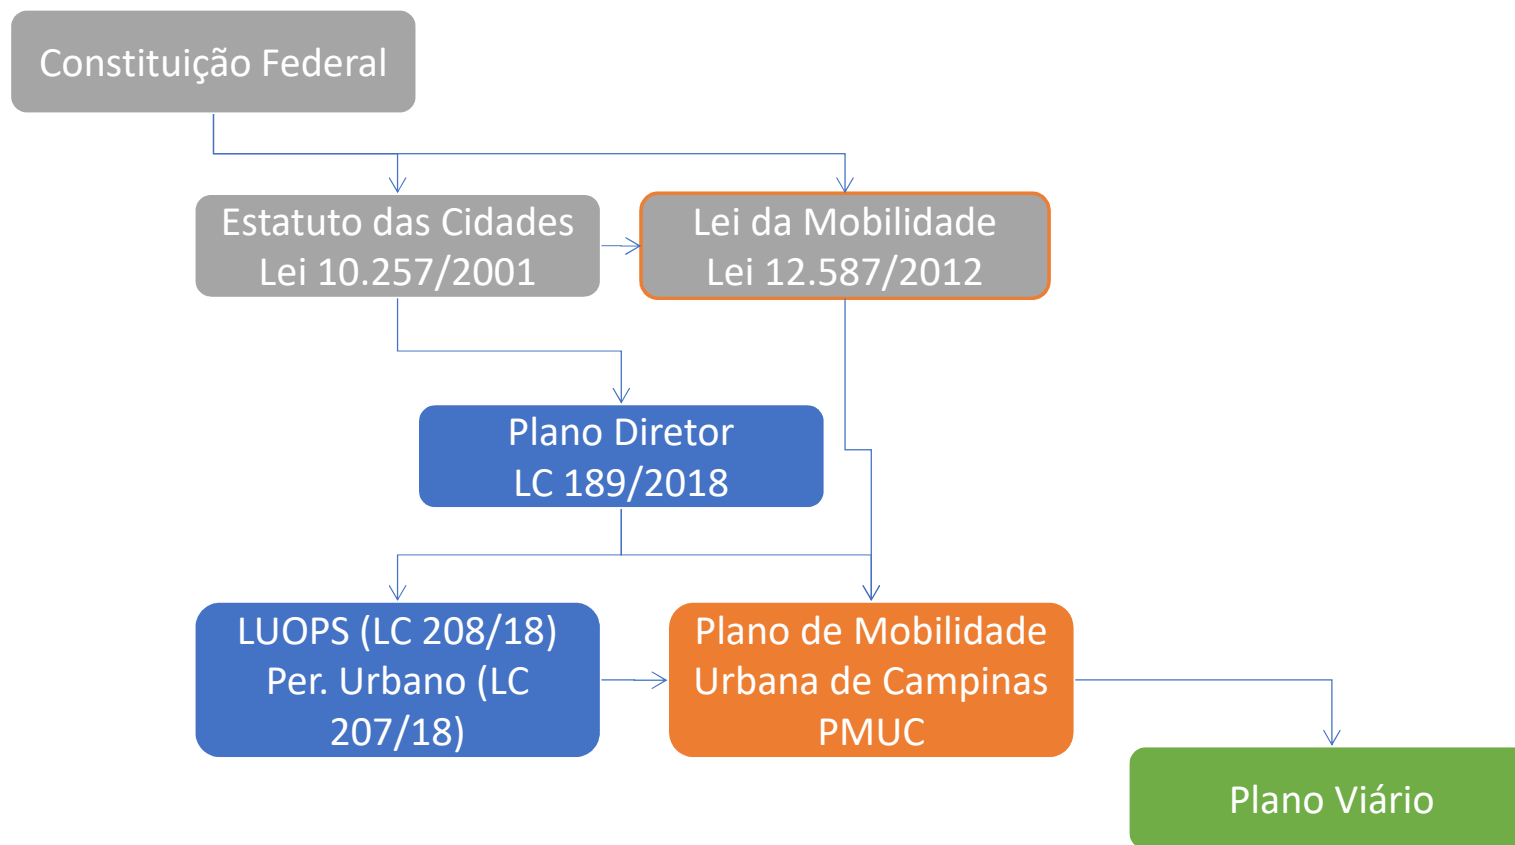 Constituição Federal
Estatuto das Cidades
Lei 10.257/2001
Lei da Mobilidade
Lei 12.587/2012
Plano Diretor
LC 189/2018
LUOPS (LC 208/18)
Per. Urbano (LC
207/18)
Plano de Mobilidade
Urbana de Campinas
PMUC
Plano Viário